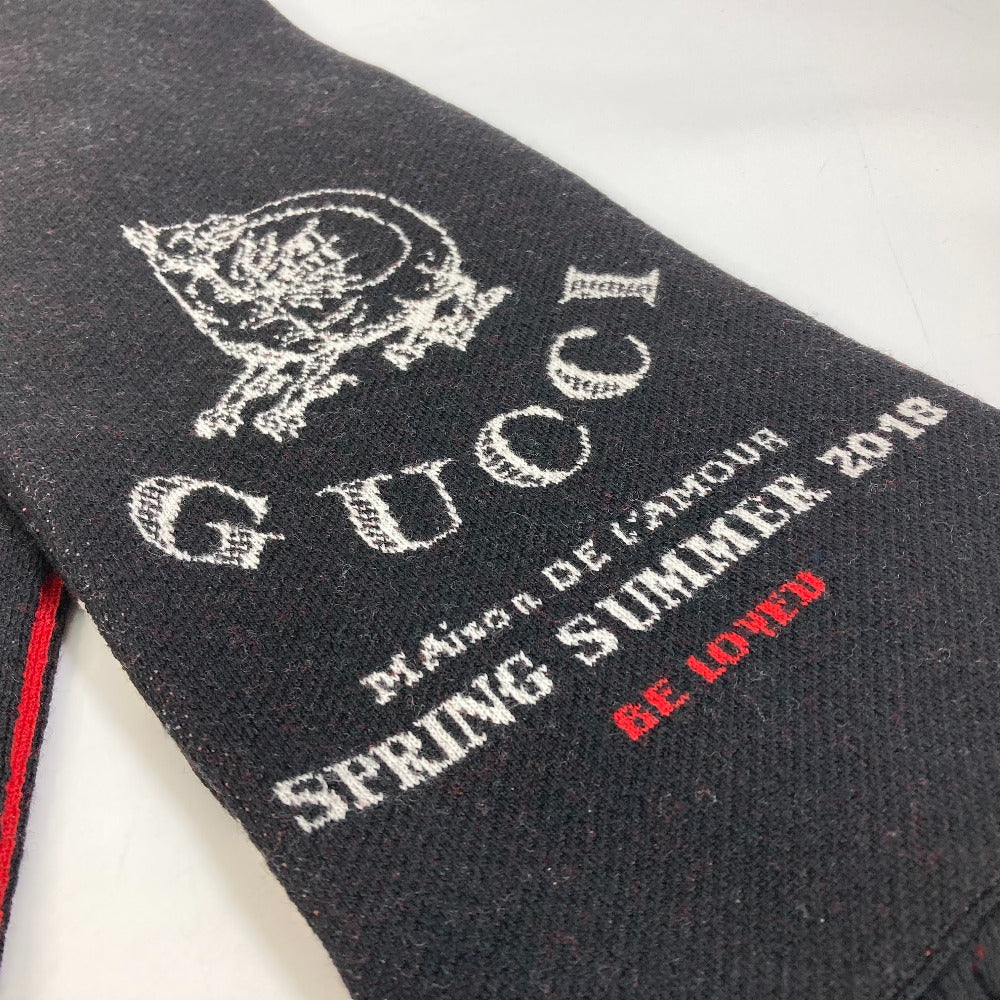 GUCCI
MAison DE L'AMOUR
SPRING SUMMER 2018
BE LOVED